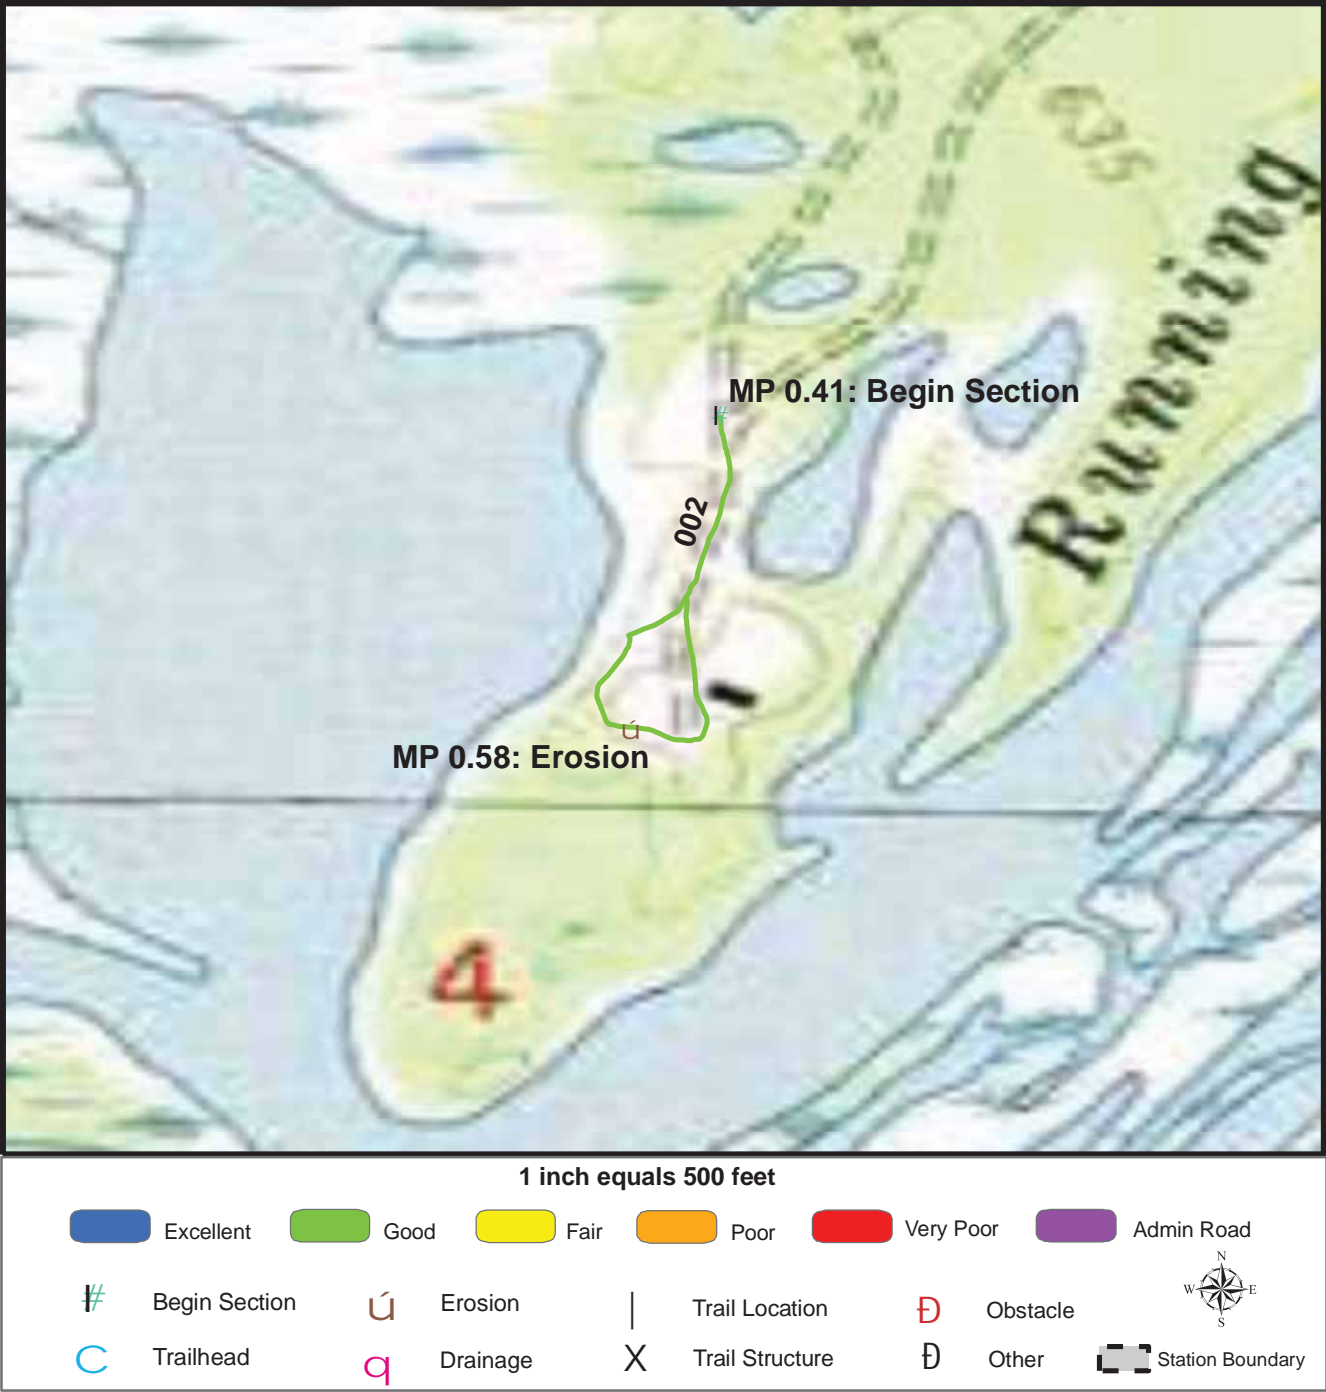 635
Running
MP 0.41: Begin Section
#
002
ú
MP 0.58: Erosion
4
1 inch equals 500 feet
Excellent Good Fair Poor Very Poor Admin Road
# Begin Section ú Erosion | Trail Location Đ Obstacle
N
W E
S
C Trailhead q Drainage X Trail Structure Đ Other Station Boundary